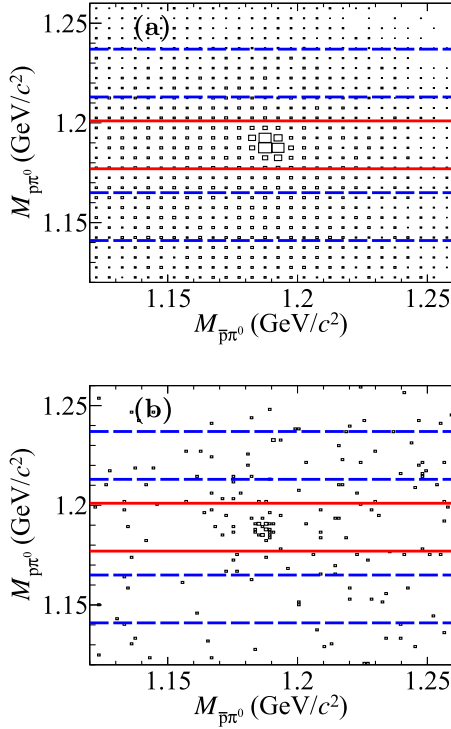 (a)
1.25
1.2
1.15
M_{pπ⁰} (GeV/c²)
1.15 1.2 1.25
M_{p̄π⁰} (GeV/c²)
(b)
1.25
1.2
1.15
M_{pπ⁰} (GeV/c²)
1.15 1.2 1.25
M_{p̄π⁰} (GeV/c²)